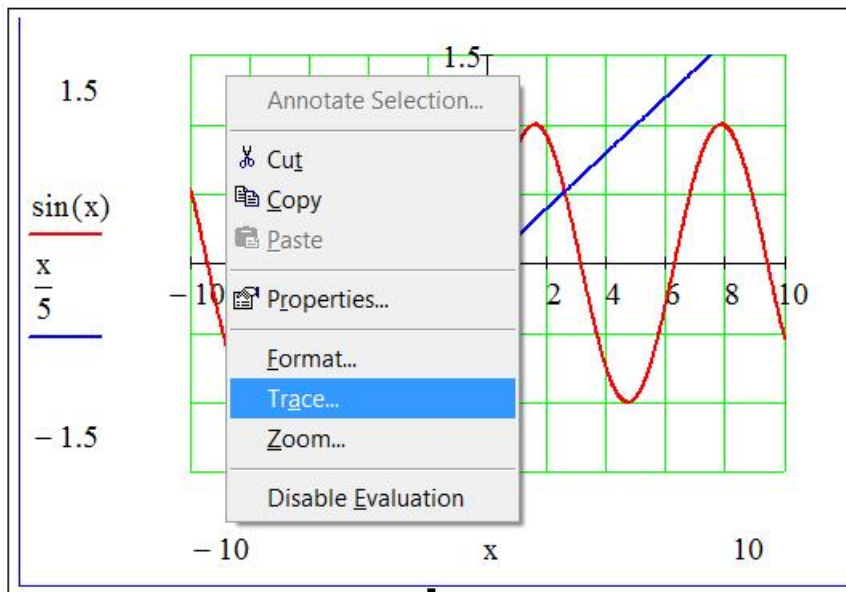 1.5
1.5
sin(x)
x
5
− 1.5
Annotate Selection...
Cut
Copy
Paste
Properties...
Format...
Trace...
Zoom...
Disable Evaluation
− 10
2
4
6
8
10
− 10
x
10